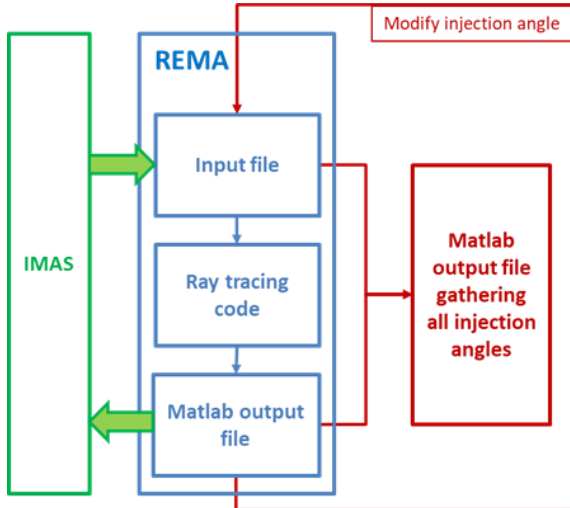 Modify injection angle
REMA
Input file
IMAS
Ray tracing
code
Matlab output
file
Matlab
output file
gathering
all injection
angles